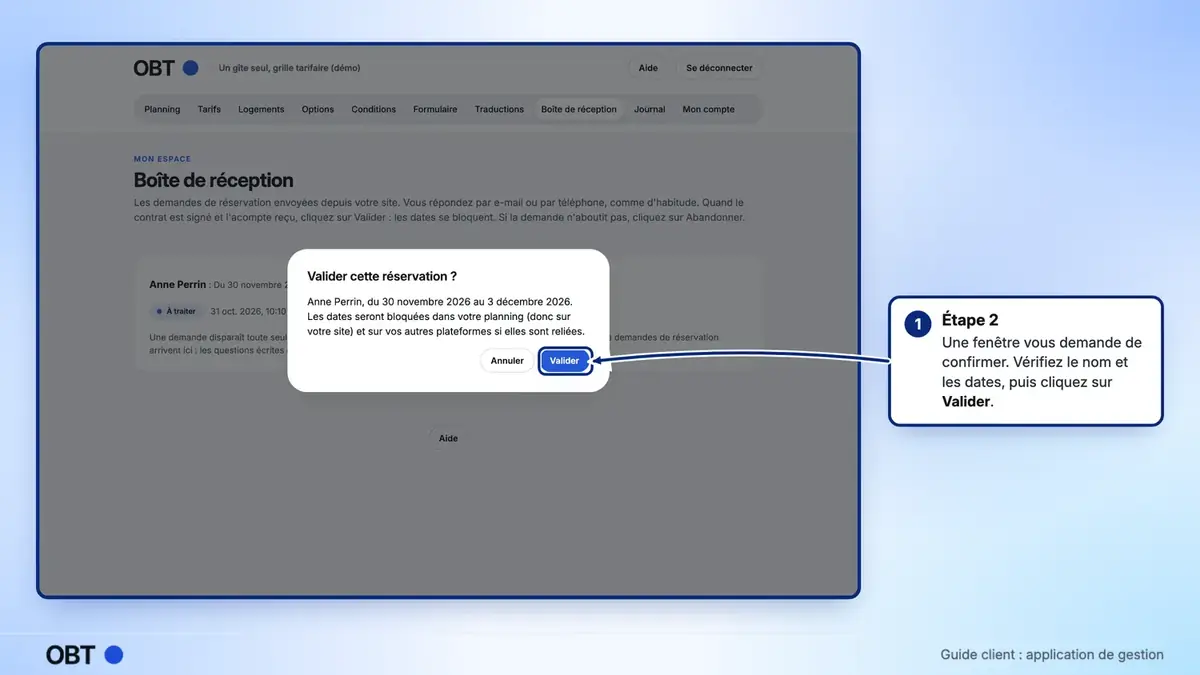 OBT
Un gîte seul, grille tarifaire (démo)
Aide
Se déconnecter
Planning
Tarifs
Logements
Options
Conditions
Formulaire
Traductions
Boîte de réception
Journal
Mon compte
MON ESPACE
Boîte de réception
Les demandes de réservation envoyées depuis votre site. Vous répondez par e-mail ou par téléphone, comme d'habitude. Quand le
contrat est signé et l'acompte reçu, cliquez sur Valider : les dates se bloquent. Si la demande n'aboutit pas, cliquez sur Abandonner.
Anne Perrin : Du 30 novembre
À traiter
31 oct. 2026, 10:10
Une demande disparaît toute seul
demandes de réservation
arrivent ici ; les questions écrites
Valider cette réservation ?
Anne Perrin, du 30 novembre 2026 au 3 décembre 2026.
Les dates seront bloquées dans votre planning (donc sur
votre site) et sur vos autres plateformes si elles sont reliées.
Annuler
Valider
Aide
1
Étape 2
Une fenêtre vous demande de
confirmer. Vérifiez le nom et
les dates, puis cliquez sur
Valider.
OBT
Guide client : application de gestion